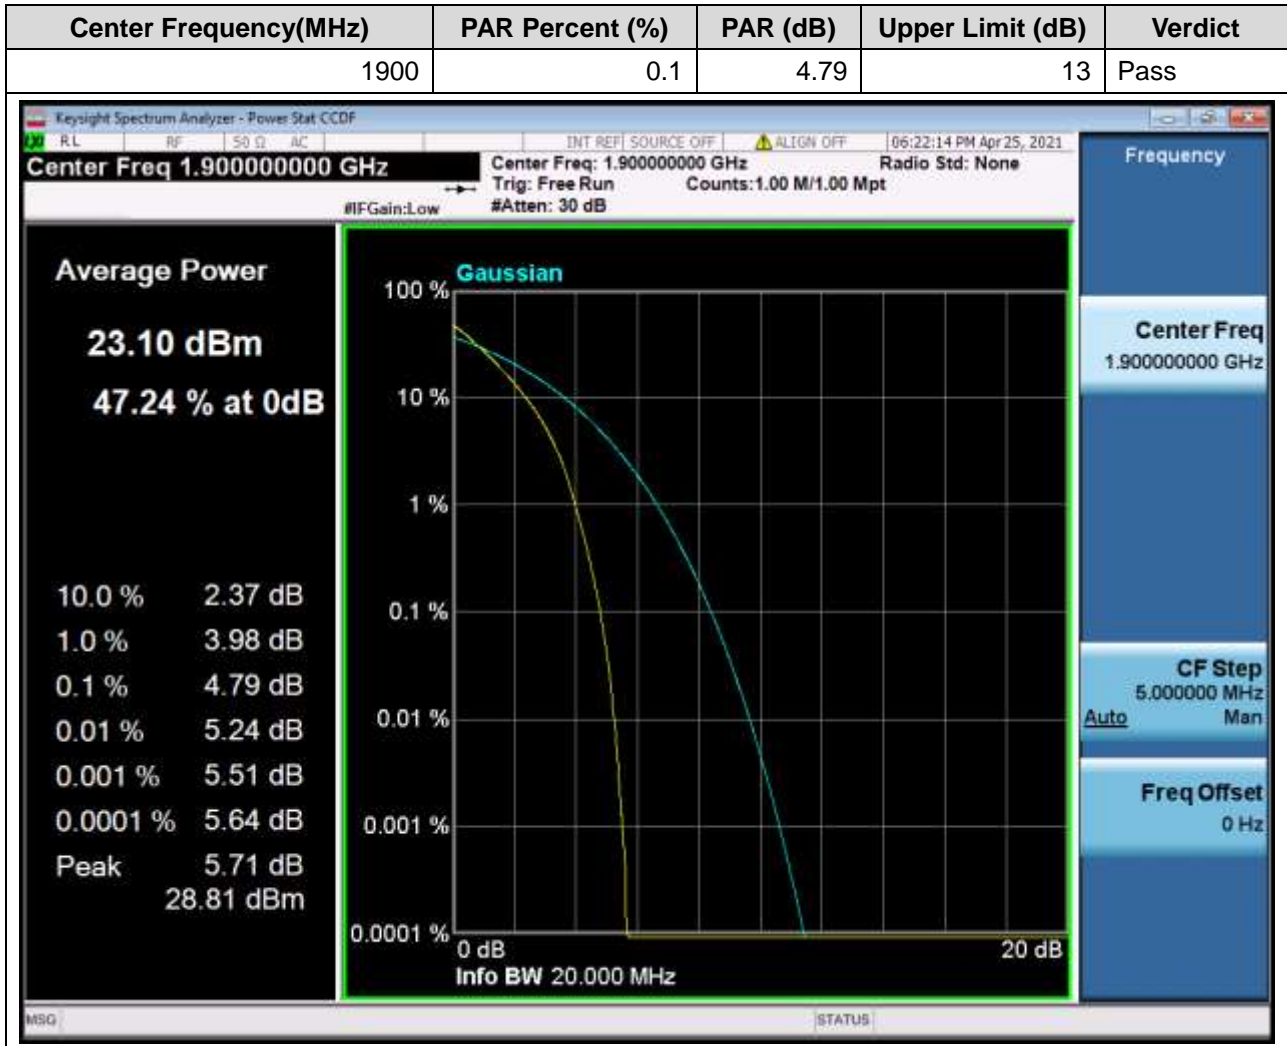 Center Frequency(MHz) PAR Percent (%) PAR (dB) Upper Limit (dB) Verdict
1900 0.1 4.79 13 Pass
Keysight Spectrum Analyzer - Power Stat CCDF
RL RF 50 Ω AC INT REF SOURCE OFF ALIGN OFF 06:22:14 PM Apr 25, 2021
Center Freq 1.900000000 GHz
Center Freq: 1.900000000 GHz Radio Std: None
Trig: Free Run Counts:1.00 M/1.00 Mpt
#IFGain:Low #Atten: 30 dB
Frequency
Average Power
23.10 dBm
47.24 % at 0dB
10.0 % 2.37 dB
1.0 % 3.98 dB
0.1 % 4.79 dB
0.01 % 5.24 dB
0.001 % 5.51 dB
0.0001 % 5.64 dB
Peak 5.71 dB
28.81 dBm
Gaussian
100 %
10 %
1 %
0.1 %
0.01 %
0.001 %
0.0001 %
0 dB 20 dB
Info BW 20.000 MHz
Center Freq
1.900000000 GHz
CF Step
5.000000 MHz
Auto Man
Freq Offset
0 Hz
MSG STATUS